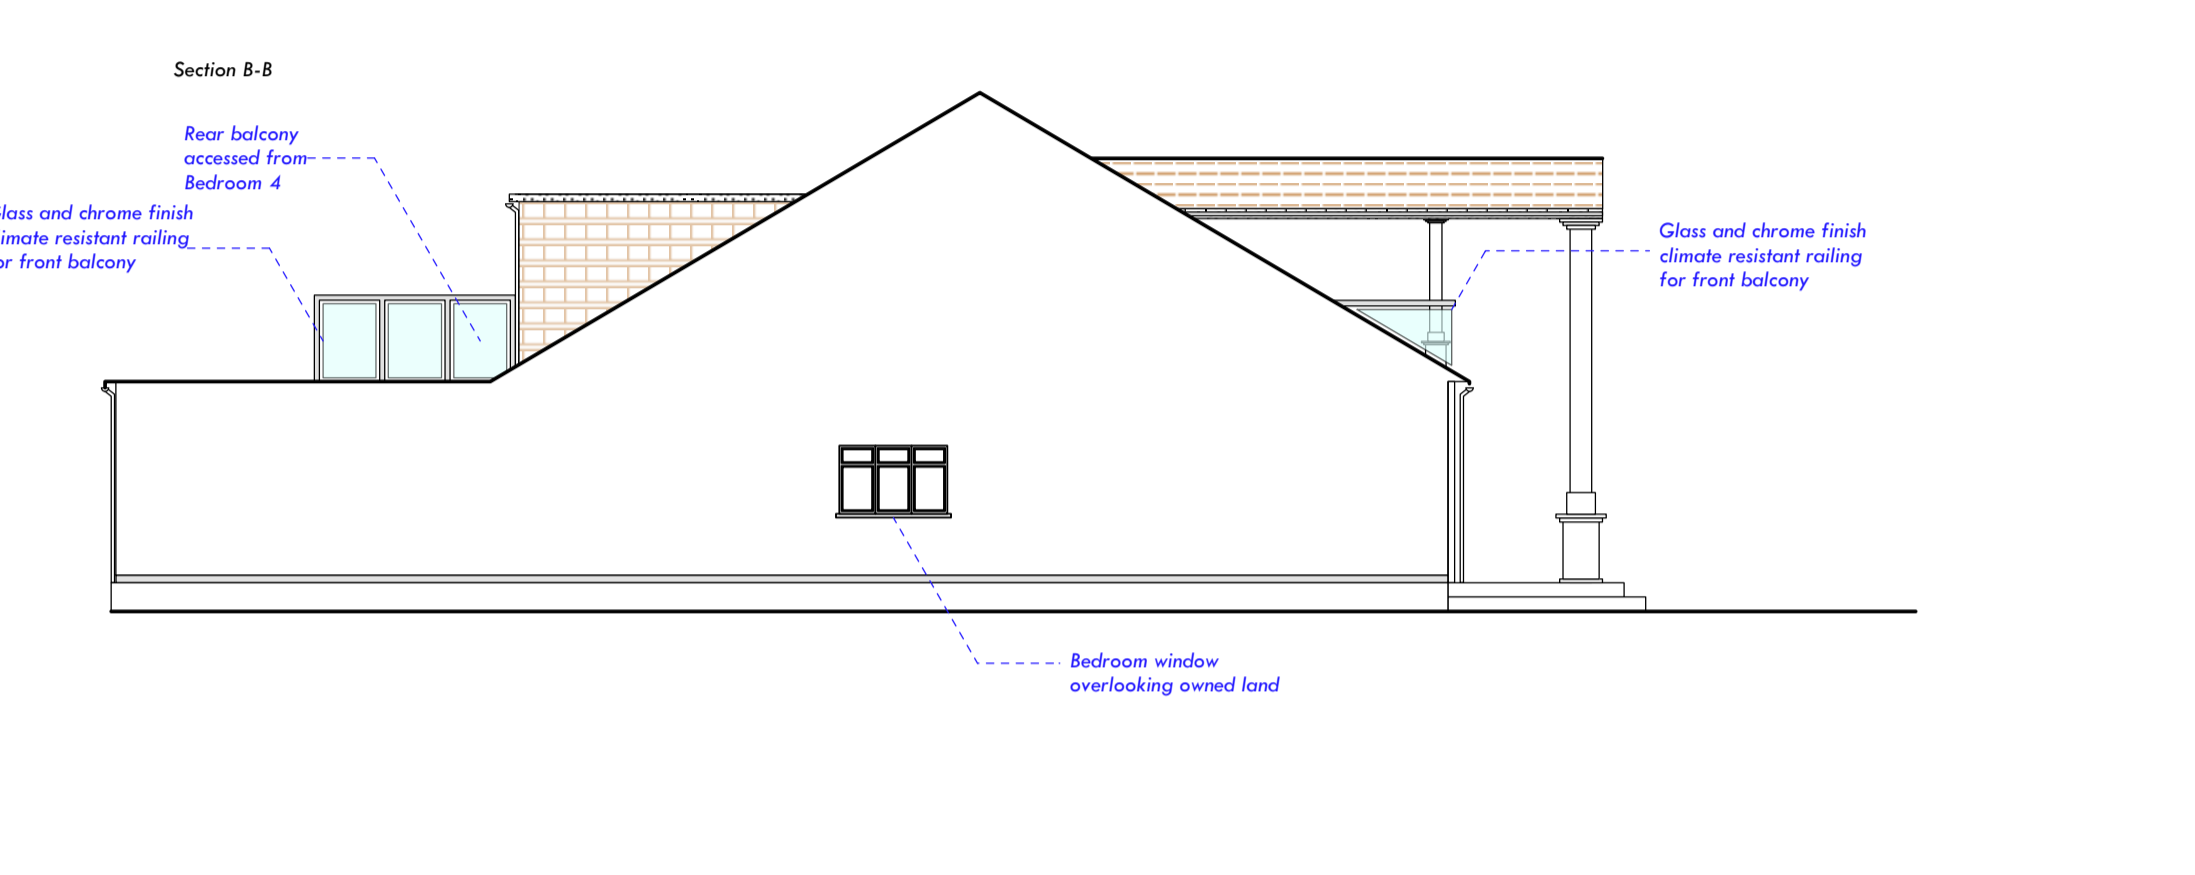 Section B-B
Rear balcony
accessed from
Bedroom 4
lass and chrome finish
imate resistant railing
or front balcony
Glass and chrome finish
climate resistant railing
for front balcony
Bedroom window
overlooking owned land